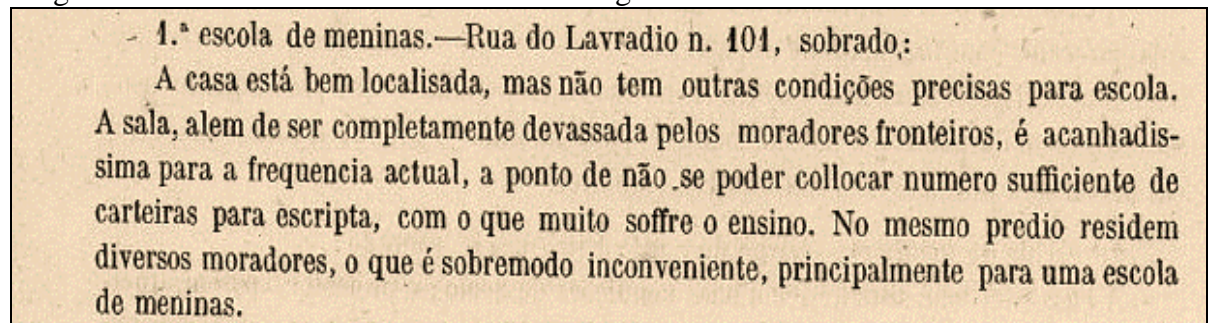 1.ª escola de meninas.—Rua do Lavradio n. 101, sobrado:
A casa está bem localisada, mas não tem outras condições precisas para escola.
A sala, alem de ser completamente devassada pelos moradores fronteiros, é acanhadis-
sima para a frequencia actual, a ponto de não se poder collocar numero sufficiente de
carteiras para escripta, com o que muito soffre o ensino. No mesmo predio residem
diversos moradores, o que é sobremodo inconveniente, principalmente para uma escola
de meninas.